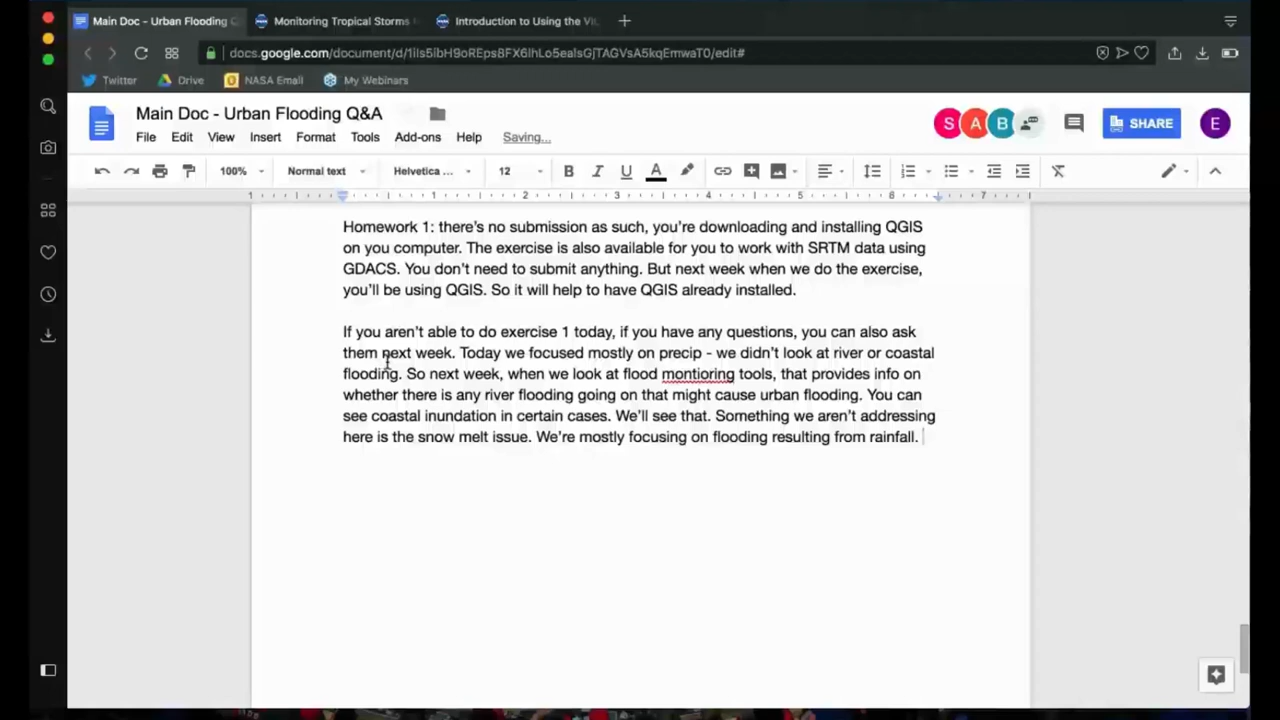 Main Doc - Urban Flooding Q
Monitoring Tropical Storms
Introduction to Using the VI
docs.google.com/document/d/1iIs5ibH9oREps8FX6IhLo5ealsGjTAGVsA5kqEmwaT0/edit#
Twitter
Drive
NASA Email
My Webinars
Main Doc - Urban Flooding Q&A
S A B
SHARE
E
File Edit View Insert Format Tools Add-ons Help Saving...
100% Normal text Helvetica ... 12 B I U A
1 1 2 3 4 5 6 7
Homework 1: there's no submission as such, you're downloading and installing QGIS
on you computer. The exercise is also available for you to work with SRTM data using
GDACS. You don't need to submit anything. But next week when we do the exercise,
you'll be using QGIS. So it will help to have QGIS already installed.
If you aren't able to do exercise 1 today, if you have any questions, you can also ask
them next week. Today we focused mostly on precip - we didn't look at river or coastal
flooding. So next week, when we look at flood montioring tools, that provides info on
whether there is any river flooding going on that might cause urban flooding. You can
see coastal inundation in certain cases. We'll see that. Something we aren't addressing
here is the snow melt issue. We're mostly focusing on flooding resulting from rainfall.